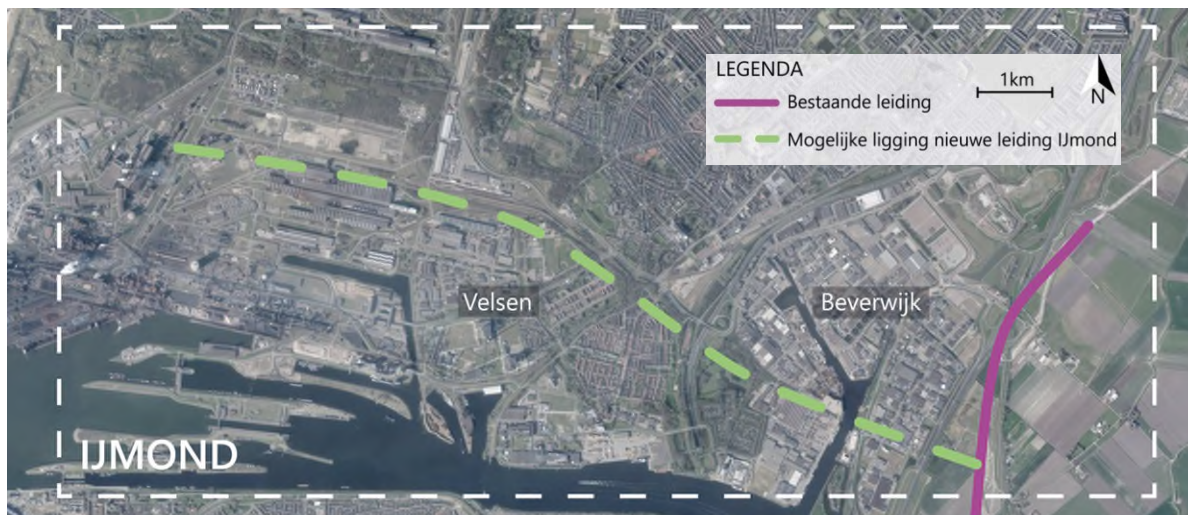 LEGENDA
1km
N
Bestaande leiding
Mogelijke ligging nieuwe leiding IJmond
Velsen
Beverwijk
IJMOND